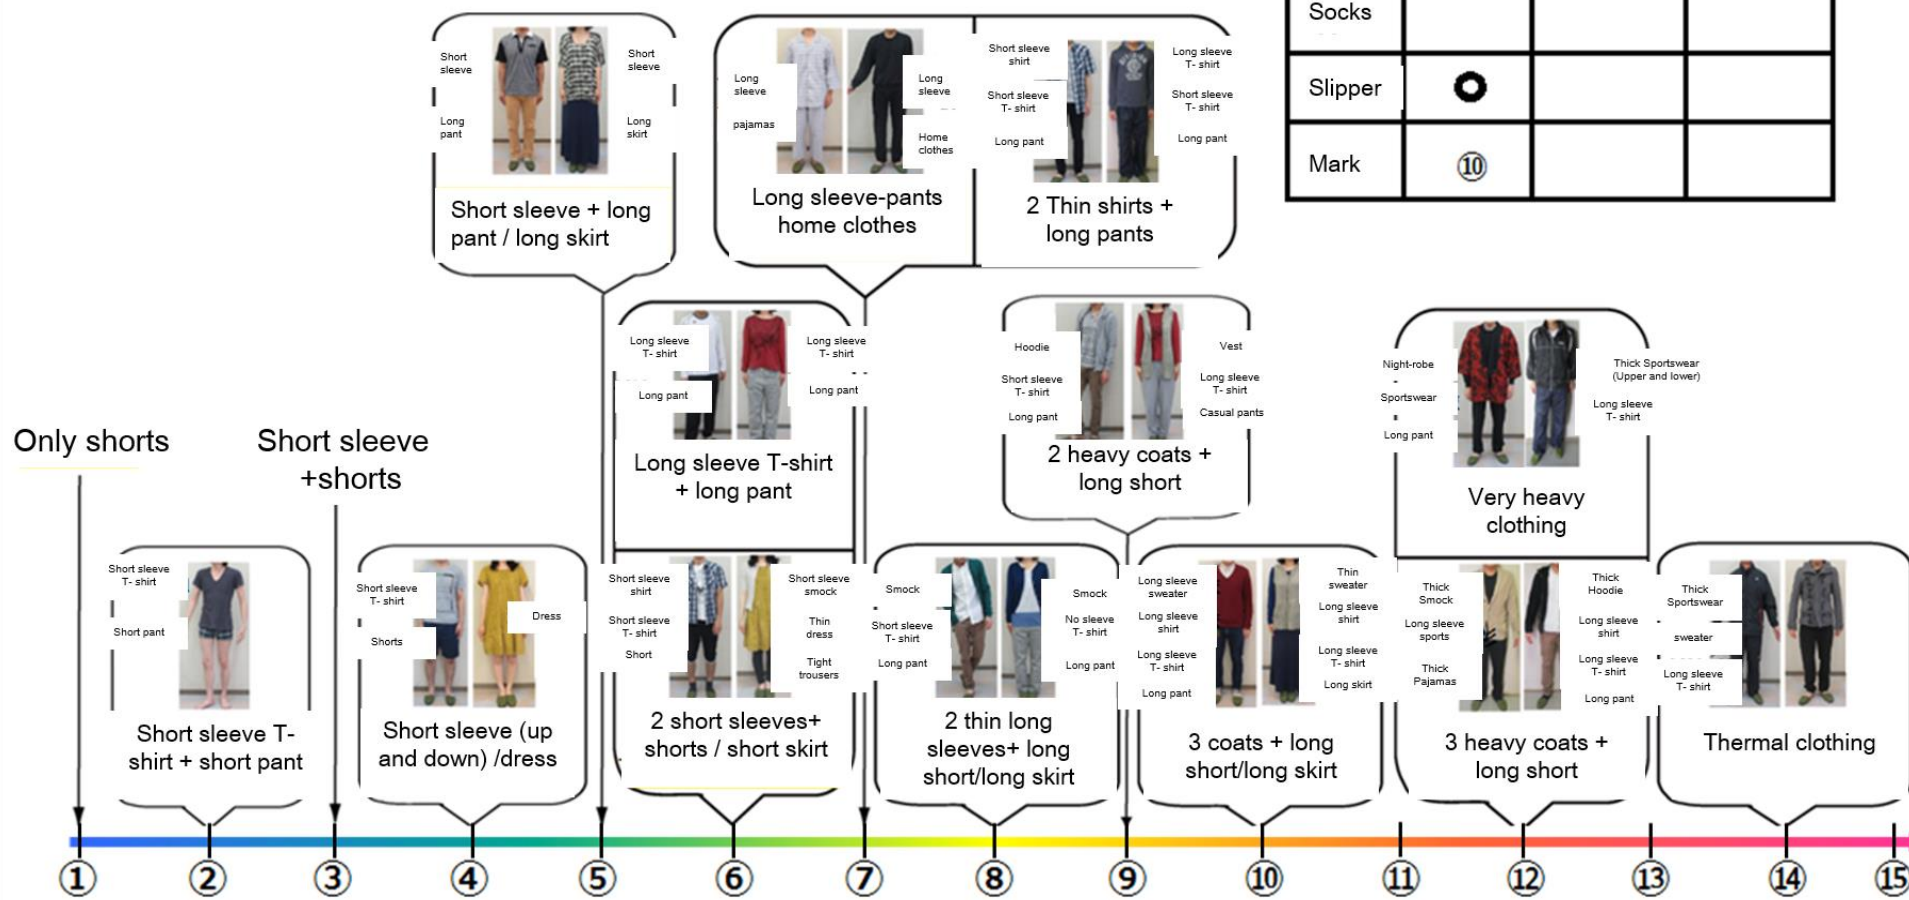 Socks
Slipper
Mark
⑩
Short
sleeve
Long
pant
Short
sleeve
Long
skirt
Short sleeve + long
pant / long skirt
Long
sleeve
pajamas
Long
sleeve
Home
clothes
Long sleeve-pants
home clothes
Short sleeve
shirt
Short sleeve
T- shirt
Long pant
Long sleeve
T- shirt
Short sleeve
T- shirt
Long pant
2 Thin shirts +
long pants
Long sleeve
T- shirt
Long pant
Long sleeve
T- shirt
Long pant
Long sleeve T-shirt
+ long pant
Hoodie
Short sleeve
T- shirt
Long pant
Vest
Long sleeve
T- shirt
Casual pants
2 heavy coats +
long short
Night-robe
Sportswear
Long pant
Thick Sportswear
(Upper and lower)
Long sleeve
T- shirt
Very heavy
clothing
Only shorts
Short sleeve
+shorts
Short sleeve
T- shirt
Short pant
Short sleeve T-
shirt + short pant
Short sleeve
T- shirt
Shorts
Dress
Short sleeve (up
and down) /dress
Short sleeve
shirt
Short sleeve
T- shirt
Short
Short sleeve
smock
Thin
dress
Tight
trousers
2 short sleeves+
shorts / short skirt
Smock
Short sleeve
T- shirt
Long pant
Smock
No sleeve
T- shirt
Long pant
2 thin long
sleeves+ long
short/long skirt
Long sleeve
sweater
Long sleeve
shirt
Long sleeve
T- shirt
Long pant
Thin
sweater
Long sleeve
shirt
Long sleeve
T- shirt
Long skirt
3 coats + long
short/long skirt
Thick
Smock
Long sleeve
sports
Thick
Pajamas
Thick
Hoodie
Long sleeve
shirt
Long sleeve
T- shirt
Long pant
3 heavy coats +
long short
Thick
Sportswear
sweater
Long sleeve
T- shirt
Thermal clothing
① ② ③ ④ ⑤ ⑥ ⑦ ⑧ ⑨ ⑩ ⑪ ⑫ ⑬ ⑭ ⑮